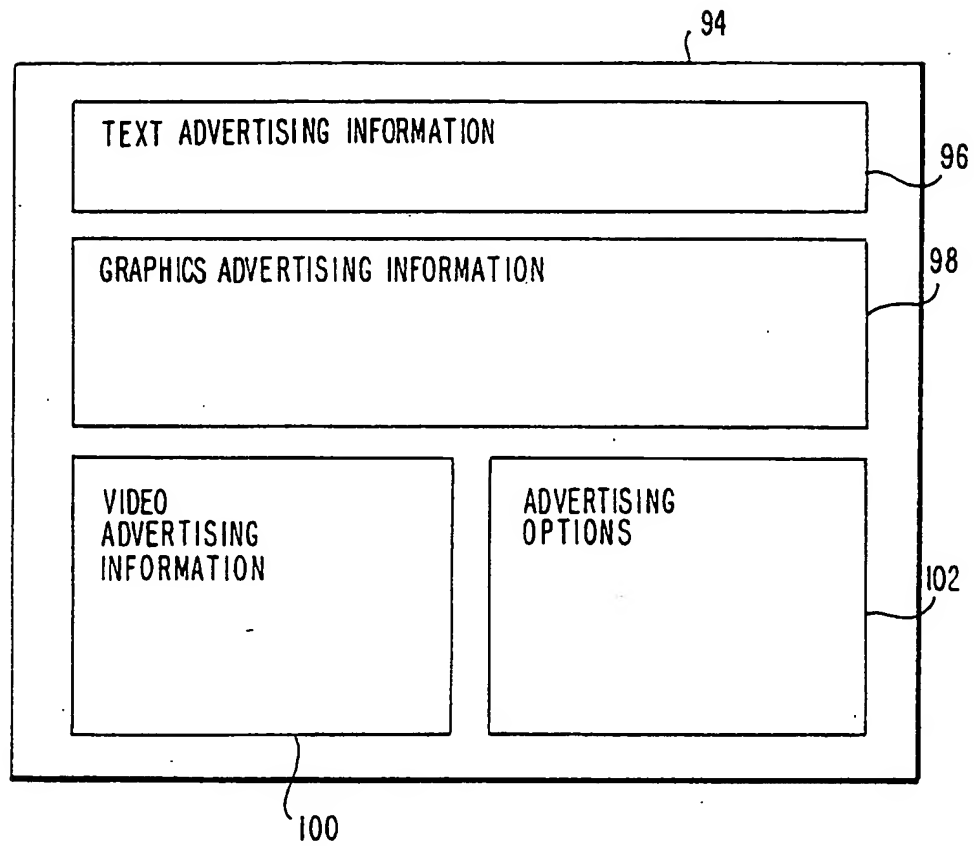 94
TEXT ADVERTISING INFORMATION
96
GRAPHICS ADVERTISING INFORMATION
98
VIDEO
ADVERTISING
INFORMATION
ADVERTISING
OPTIONS
102
100